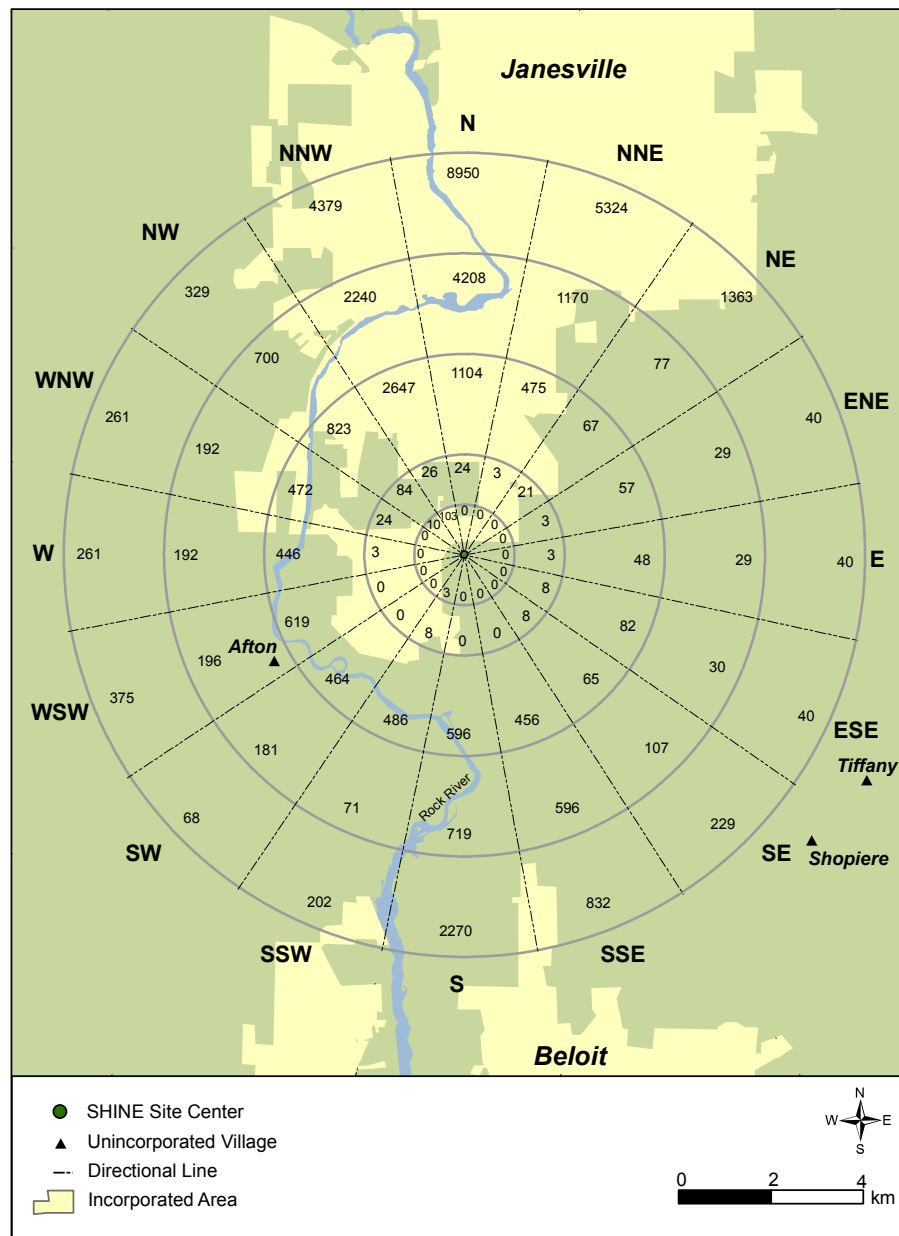 Janesville
N
NNW
NNE
8950
4379
5324
NW
NE
4208
329
2240
1170
1363
700
77
WNW
1104
ENE
2647
475
261
823
67
40
192
29
26
24
3
472
84
21
57
24
103
0
0
3
10
0
0
0
W
261
192
446
3
0
0
3
48
29
40
E
0
0
0
8
0
0
0
3
0
0
0
619
0
8
82
8
0
0
Afton
196
464
65
30
375
WSW
486
456
40
ESE
596
181
107
Tiffany
Rock River
68
71
596
719
229
SW
SE
Shopiere
202
832
2270
SSW
SSE
S
Beloit
SHINE Site Center
Unincorporated Village
Directional Line
Incorporated Area
N
W E
S
0 2 4
km